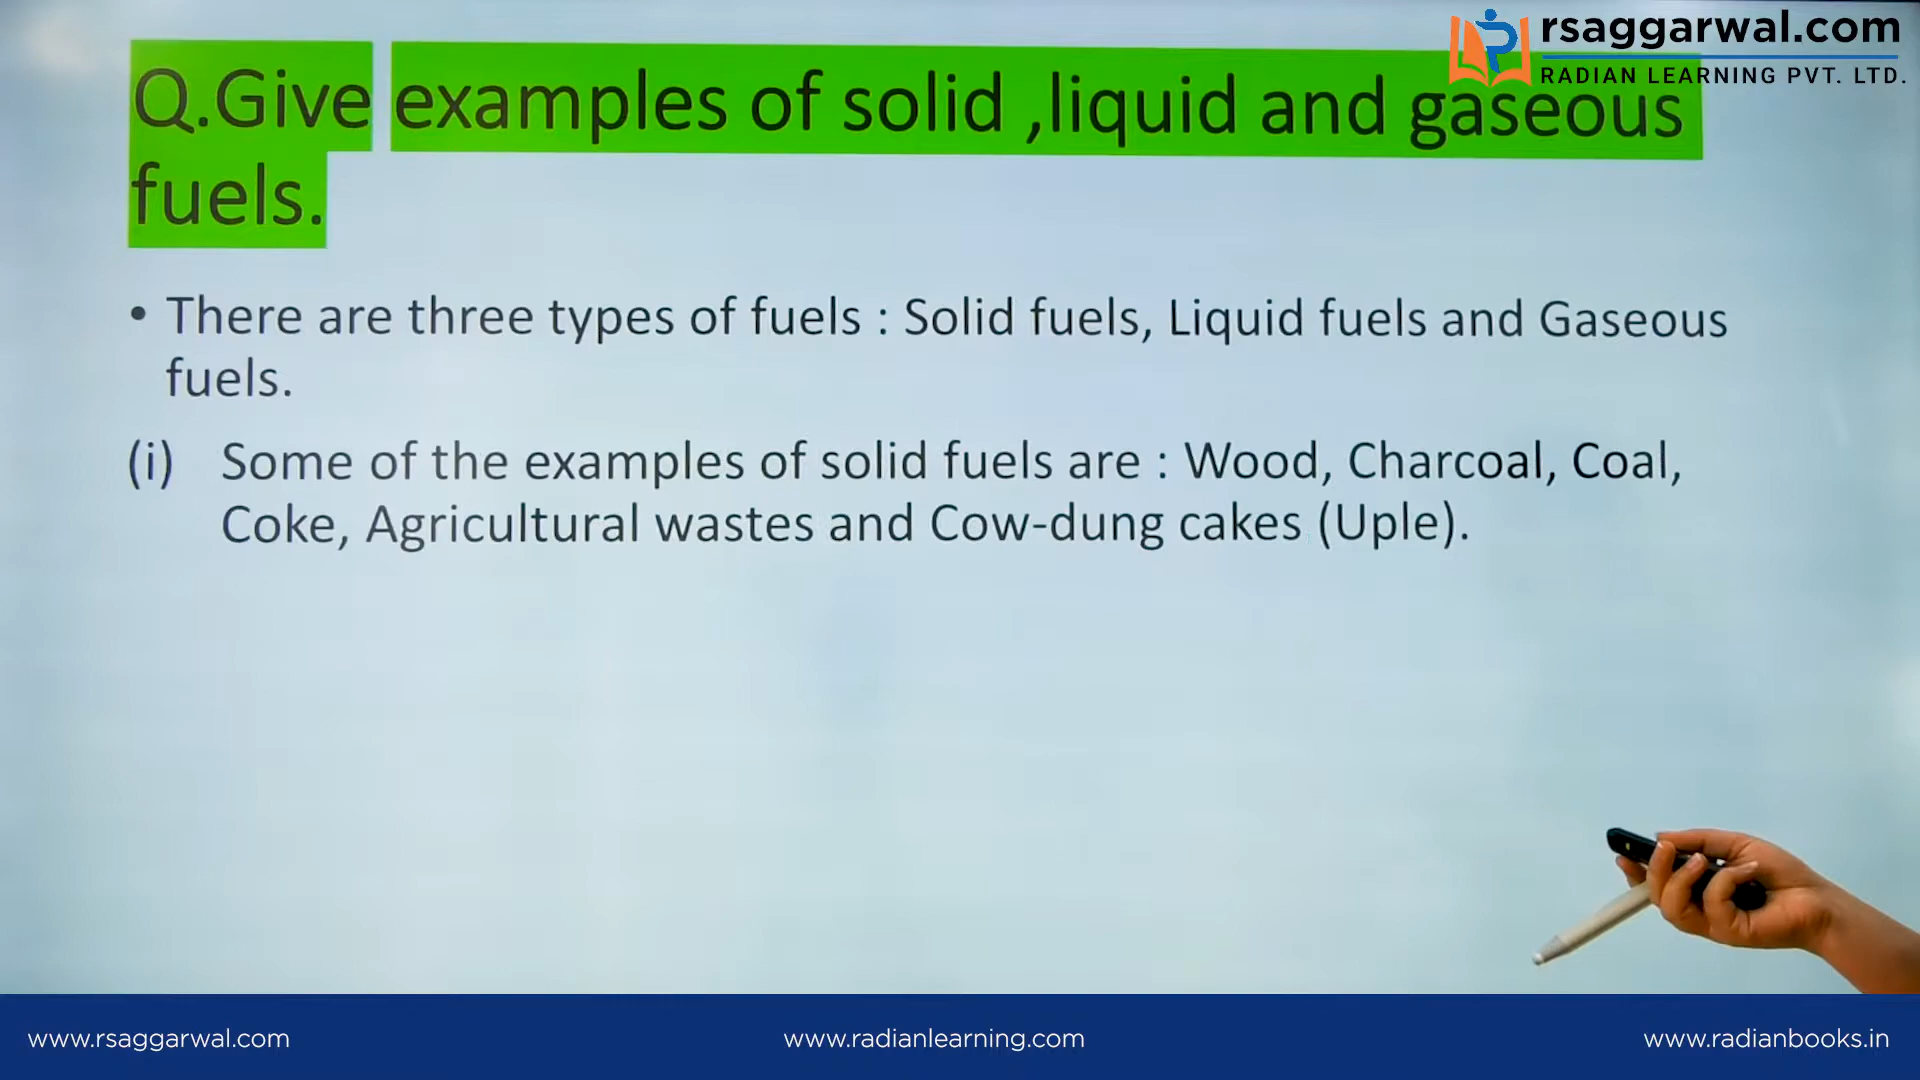 rsaggarwal.com
RADIAN LEARNING PVT. LTD.
Q.Give examples of solid ,liquid and gaseous
fuels.
• There are three types of fuels : Solid fuels, Liquid fuels and Gaseous
fuels.
(i) Some of the examples of solid fuels are : Wood, Charcoal, Coal,
Coke, Agricultural wastes and Cow-dung cakes (Uple).
www.rsaggarwal.com
www.radianlearning.com
www.radianbooks.in